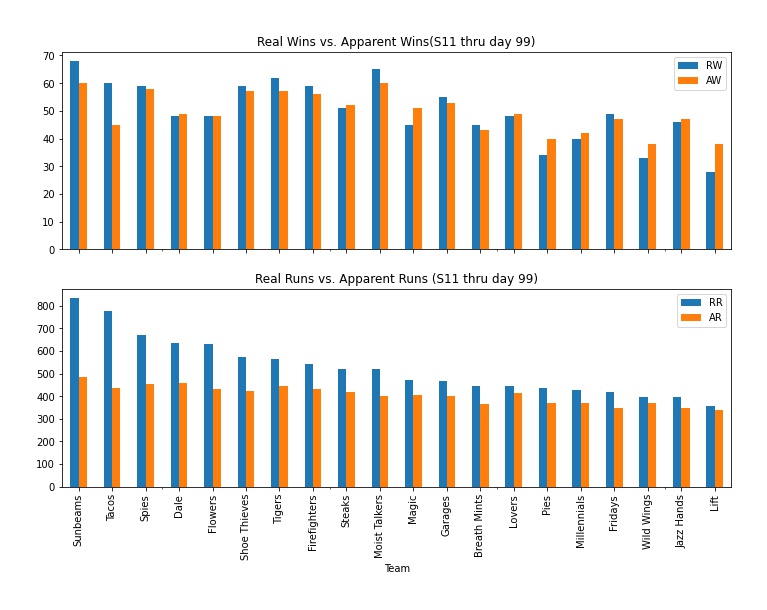 Real Wins vs. Apparent Wins(S11 thru day 99)
70
60
50
40
30
20
10
0
RW
AW
Real Runs vs. Apparent Runs (S11 thru day 99)
800
700
600
500
400
300
200
100
0
RR
AR
Sunbeams
Tacos
Spies
Dale
Flowers
Shoe Thieves
Tigers
Firefighters
Steaks
Moist Talkers
Magic
Garages
Breath Mints
Lovers
Pies
Millennials
Fridays
Wild Wings
Jazz Hands
Lift
Team